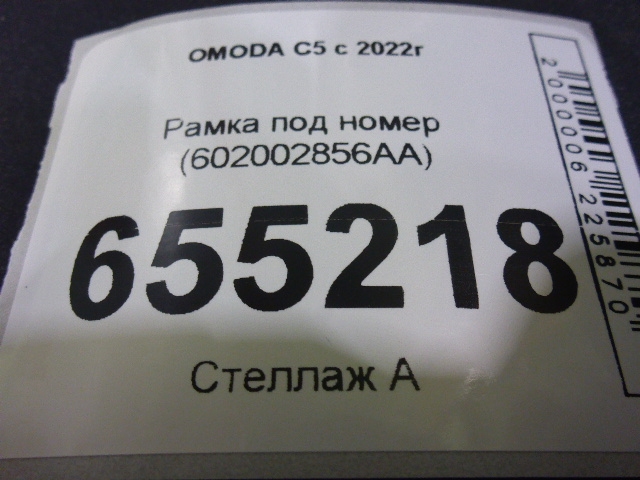 OMODA C5 с 2022г
Рамка под номер
(602002856AA)
655218
Стеллаж А
2000006225870